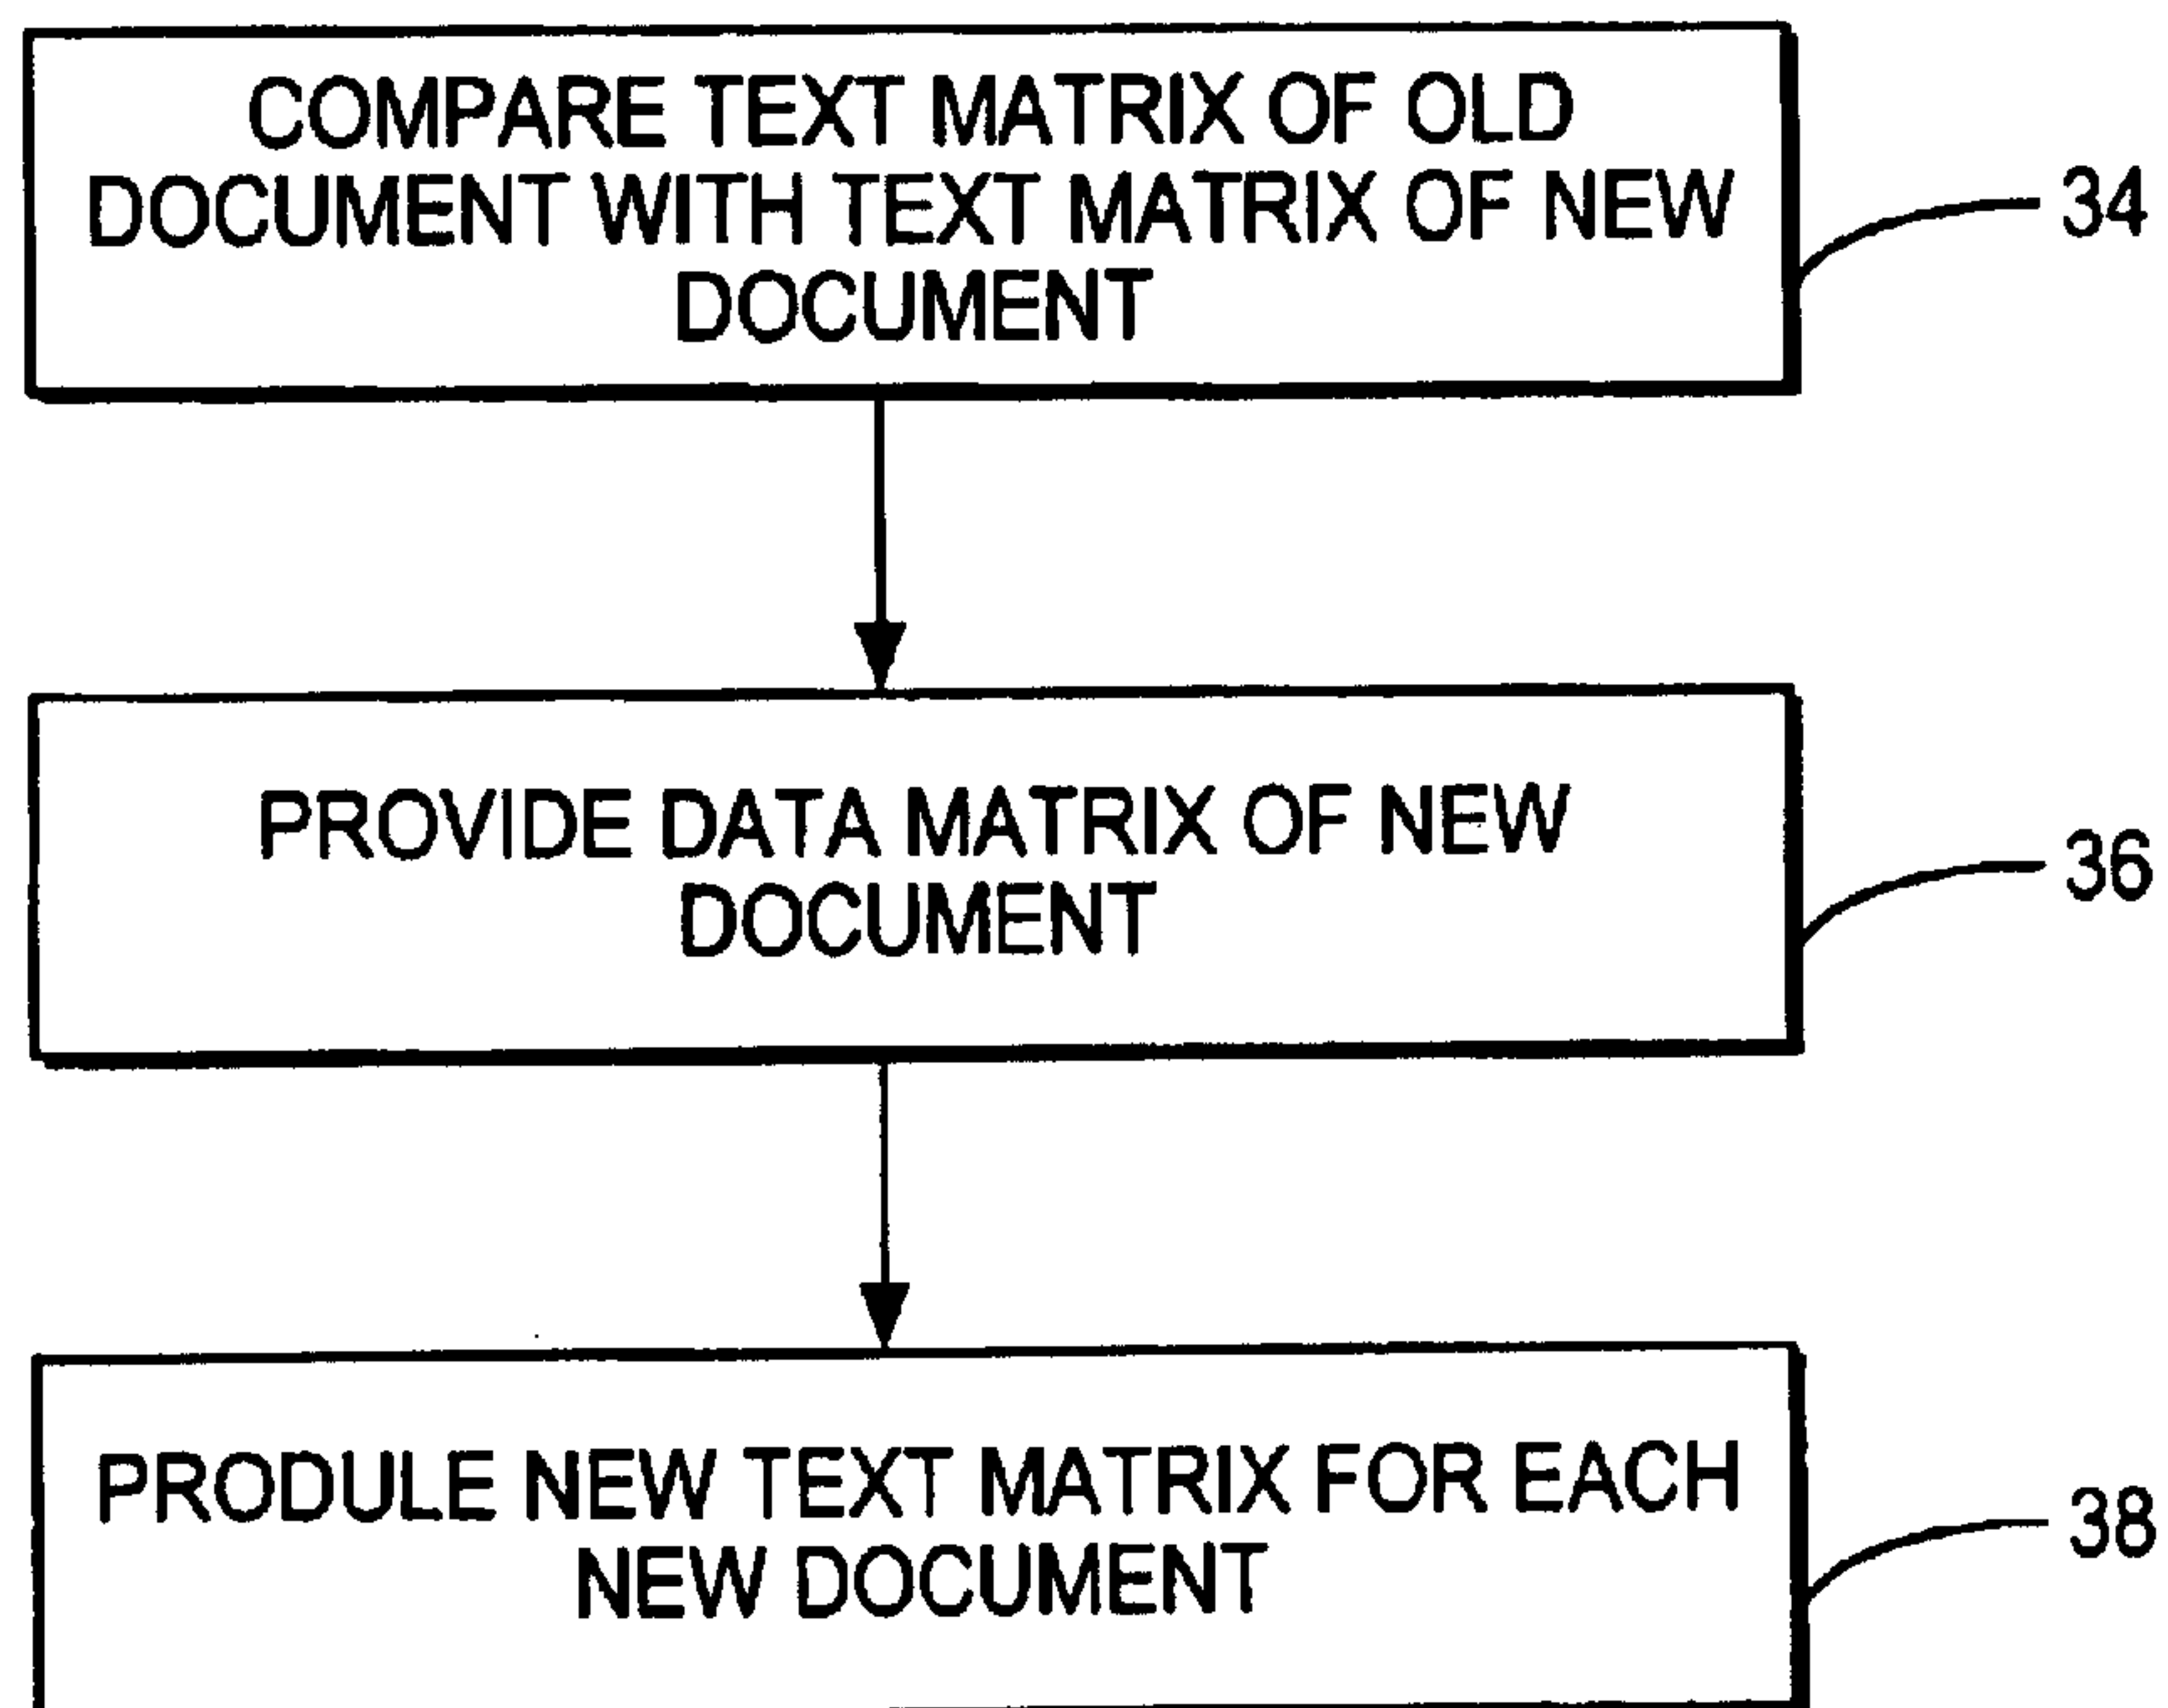 COMPARE TEXT MATRIX OF OLD
DOCUMENT WITH TEXT MATRIX OF NEW
DOCUMENT
34
PROVIDE DATA MATRIX OF NEW
DOCUMENT
36
PRODULE NEW TEXT MATRIX FOR EACH
NEW DOCUMENT
38